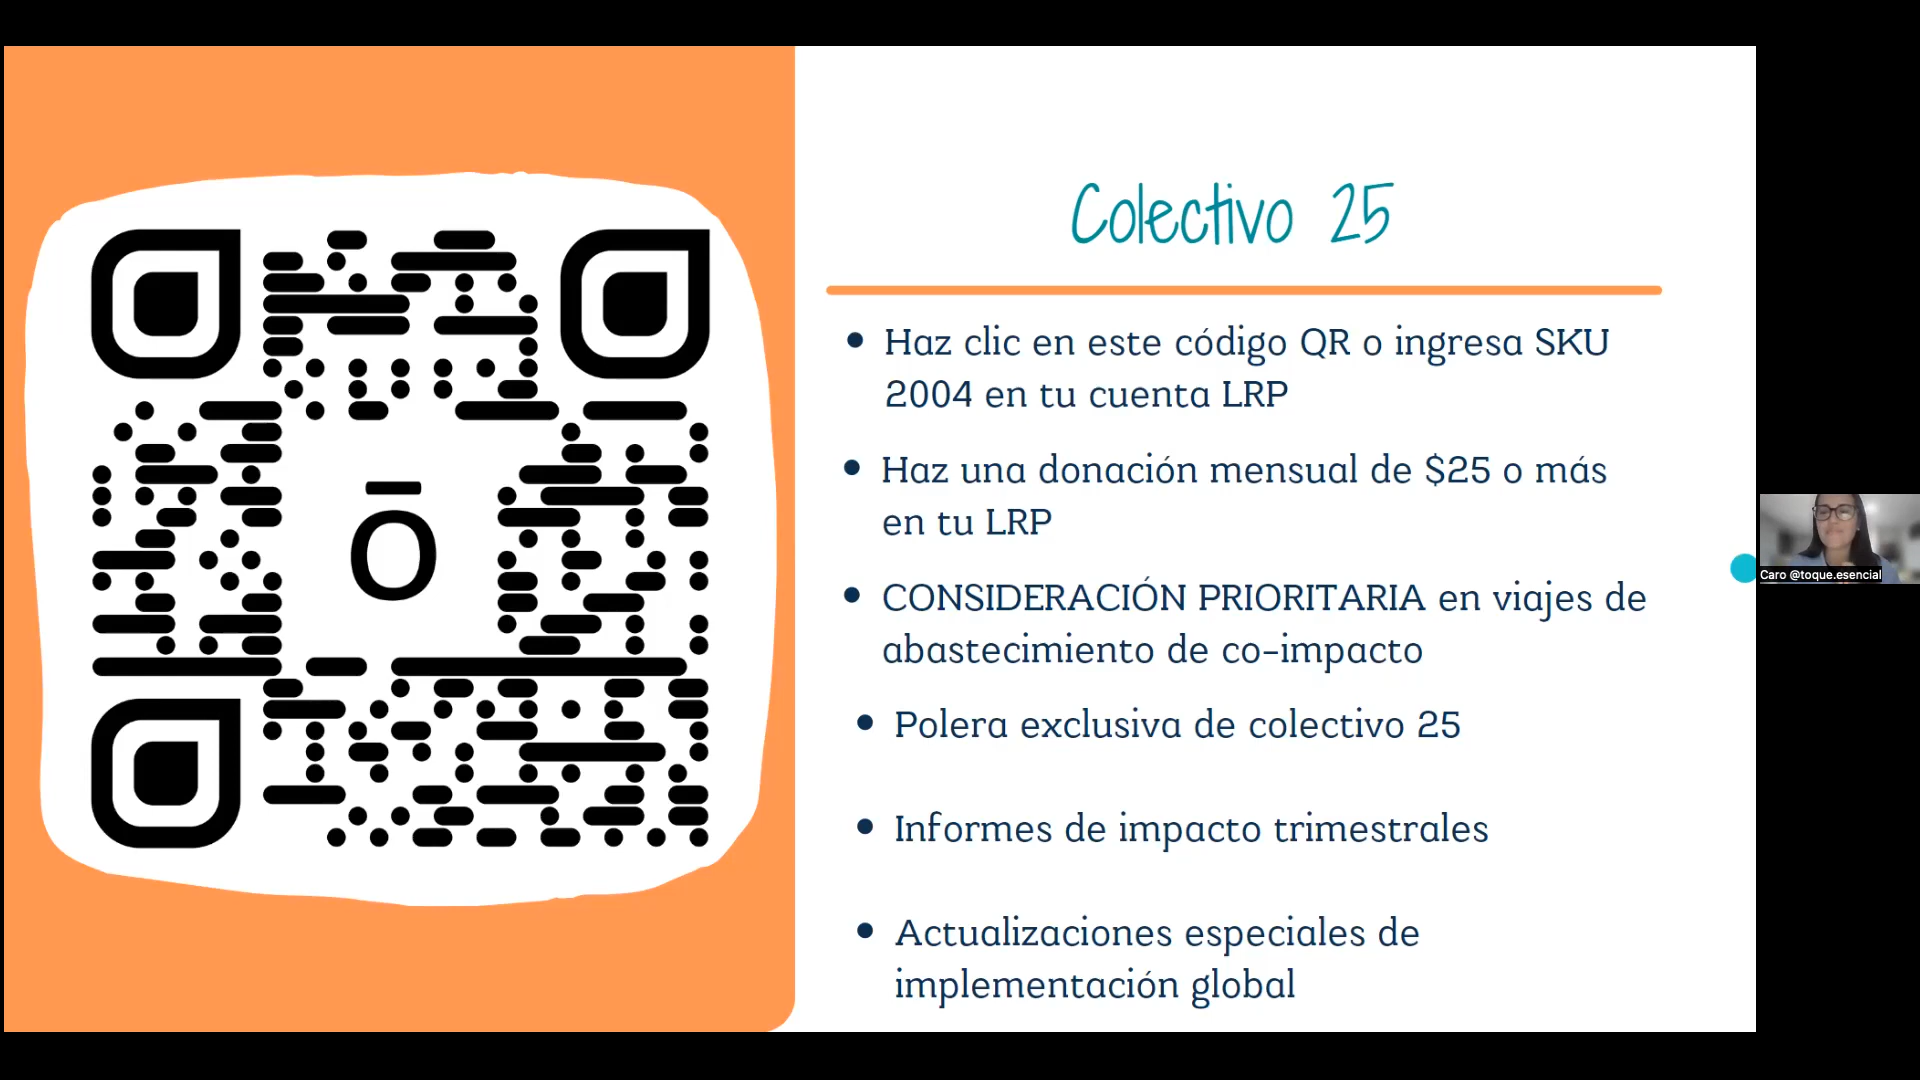 ō
Colectivo 25
• Haz clic en este código QR o ingresa SKU
2004 en tu cuenta LRP
• Haz una donación mensual de $25 o más
en tu LRP
• CONSIDERACIÓN PRIORITARIA en viajes de
abastecimiento de co-impacto
• Polera exclusiva de colectivo 25
• Informes de impacto trimestrales
• Actualizaciones especiales de
implementación global
Caro @toque.esencial